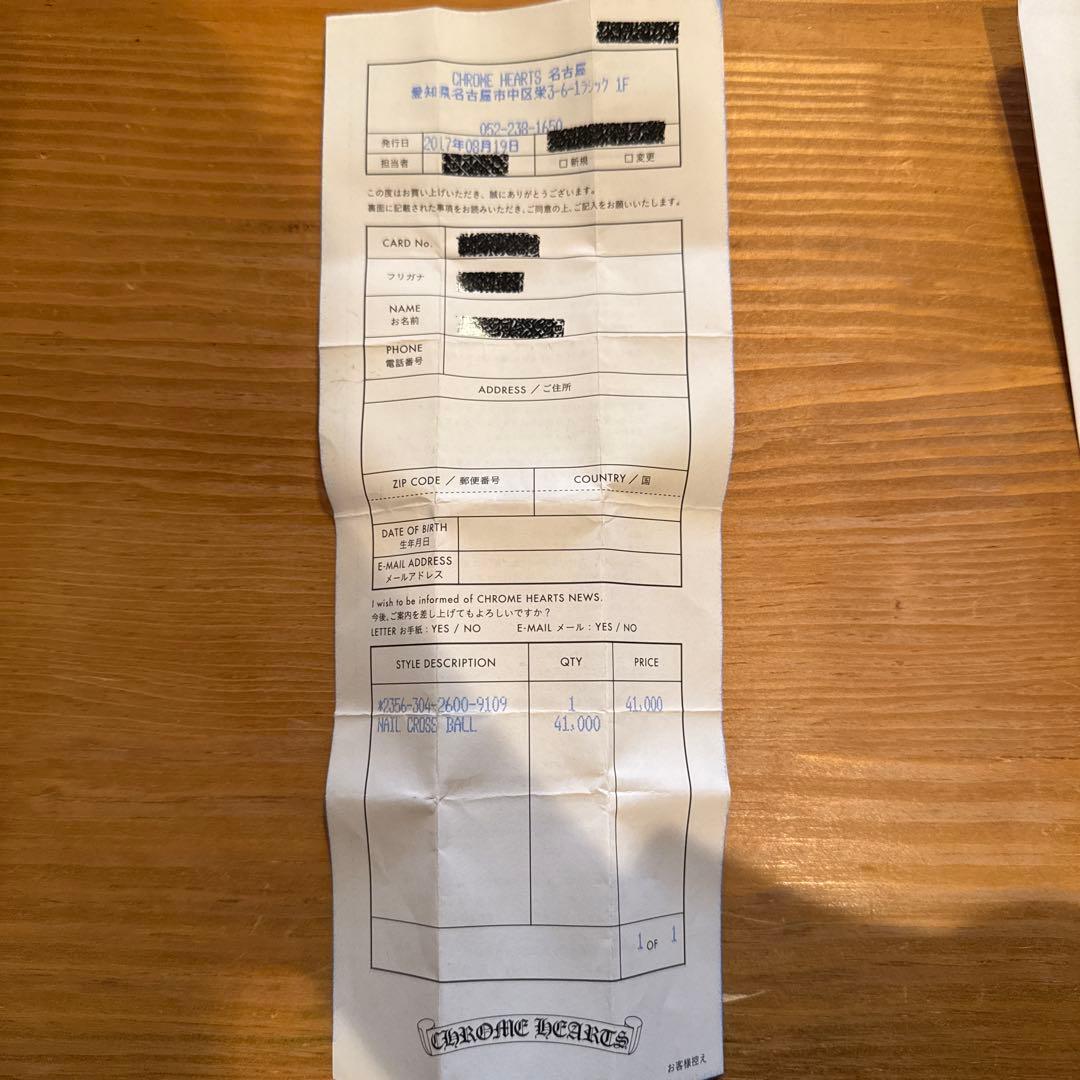 CHROME HEARTS 名古屋
愛知県名古屋市中区栄3-6-1ラシック 1F
052-238-1650
発行日 2017年08月19日
担当者 □ 新規 □ 変更
この度はお買い上げいただき、誠にありがとうございます。
裏面に記載された事項をお読みいただき、ご同意の上、ご記入をお願いいたします。
CARD No.
フリガナ
NAME
お名前
PHONE
電話番号
ADDRESS / ご住所
ZIP CODE / 郵便番号 COUNTRY / 国
DATE OF BIRTH
生年月日
E-MAIL ADDRESS
メールアドレス
I wish to be informed of CHROME HEARTS NEWS.
今後、ご案内を差し上げてもよろしいですか？
LETTER お手紙 : YES / NO E-MAIL メール : YES / NO
STYLE DESCRIPTION QTY PRICE
*2356-304-2600-9109 1 41,000
NAIL CROSS BALL 41,000
1 OF 1
CHROME HEARTS
お客様控え